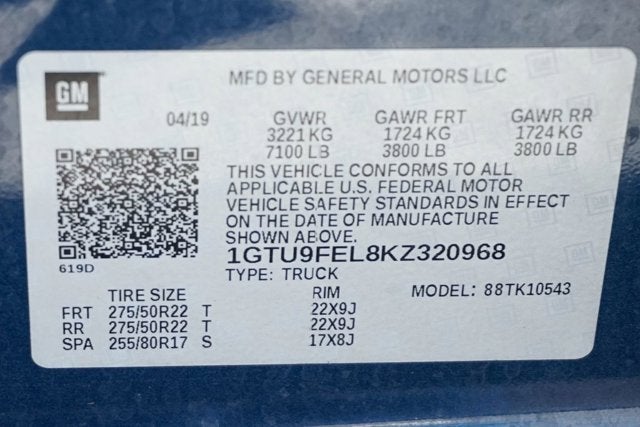 GM
MFD BY GENERAL MOTORS LLC
04/19 GVWR GAWR FRT GAWR RR
3221 KG 1724 KG 1724 KG
7100 LB 3800 LB 3800 LB
THIS VEHICLE CONFORMS TO ALL
APPLICABLE U.S. FEDERAL MOTOR
VEHICLE SAFETY STANDARDS IN EFFECT
ON THE DATE OF MANUFACTURE
SHOWN ABOVE.
619D
1GTU9FEL8KZ320968
TYPE: TRUCK
TIRE SIZE RIM MODEL: 88TK10543
FRT 275/50R22 T 22X9J
RR 275/50R22 T 22X9J
SPA 255/80R17 S 17X8J